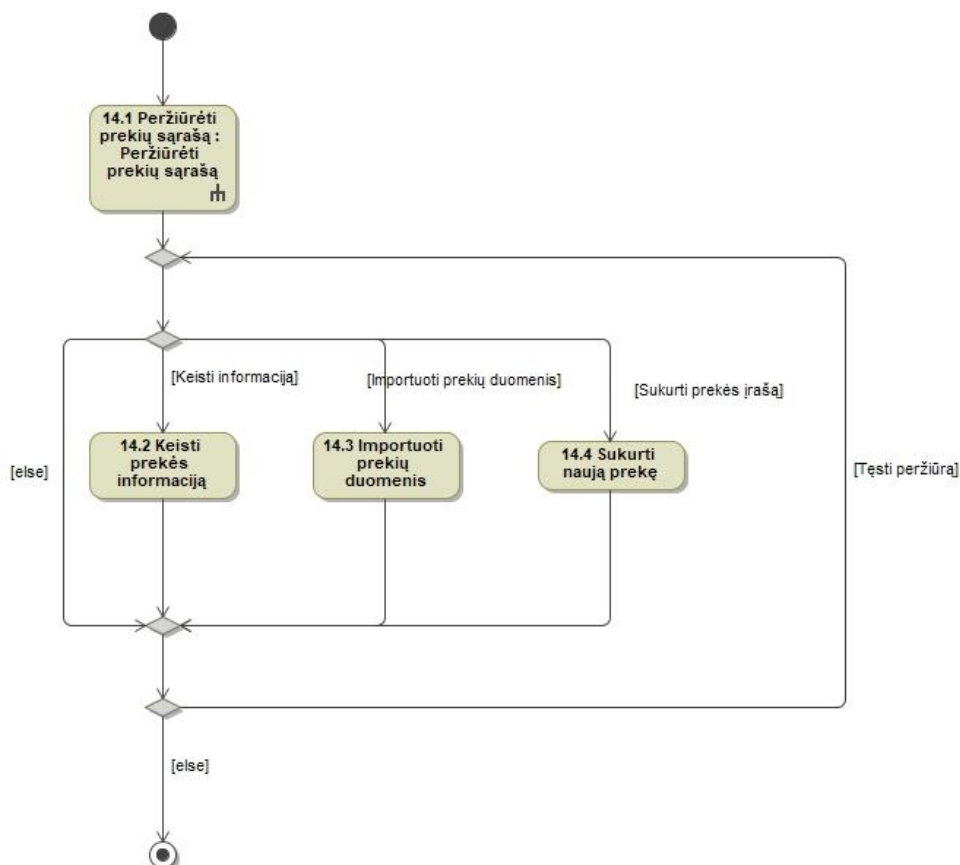 14.1 Peržiūrėti
prekių sąrašą :
Peržiūrėti
prekių sąrašą
[Keisti informaciją]
[Importuoti prekių duomenis]
[Sukurti prekės įrašą]
[else]
14.2 Keisti
prekės
informaciją
14.3 Importuoti
prekių
duomenis
14.4 Sukurti
naują prekę
[Tęsti peržiūrą]
[else]